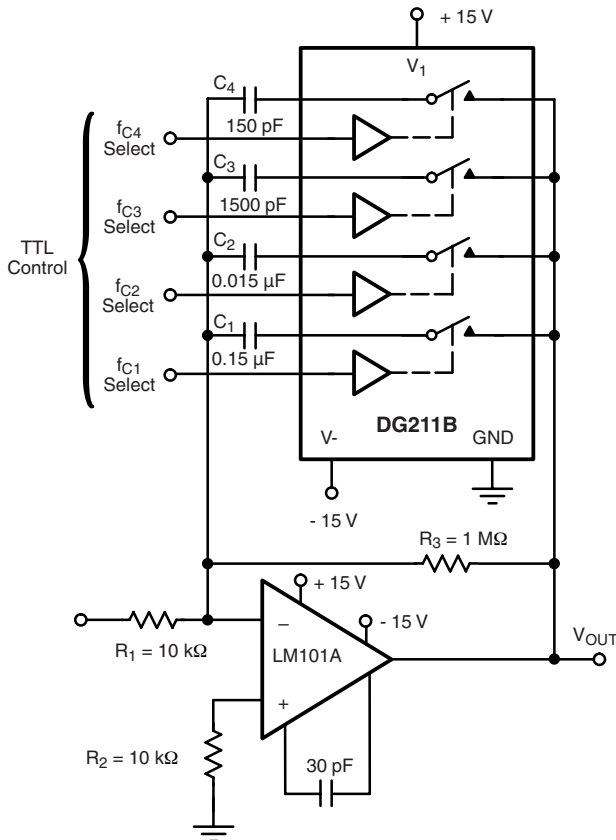 + 15 V
V1
C4
150 pF
fC4
Select
C3
1500 pF
fC3
Select
TTL
Control
C2
0.015 µF
fC2
Select
C1
0.15 µF
fC1
Select
DG211B
V-
GND
- 15 V
R3 = 1 MΩ
+ 15 V
- 15 V
R1 = 10 kΩ
–
LM101A
+
VOUT
R2 = 10 kΩ
30 pF